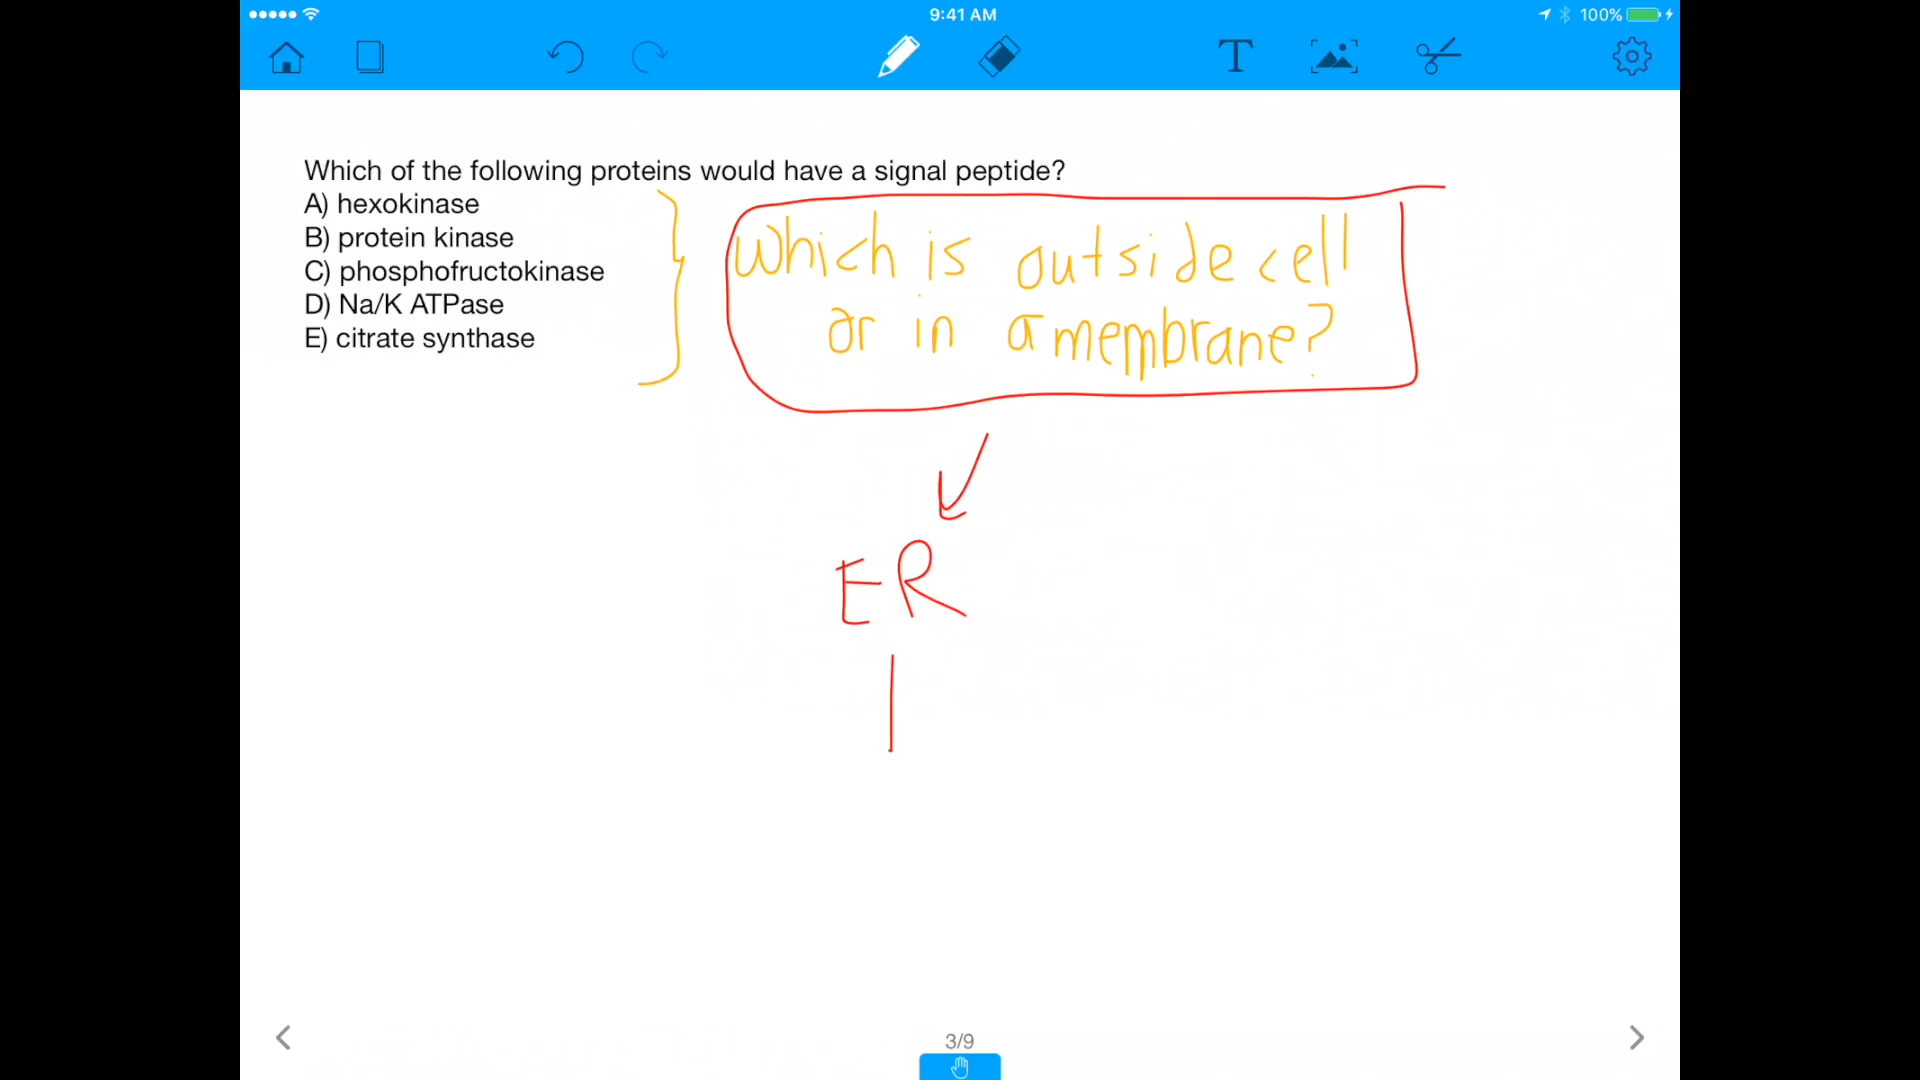 9:41 AM
100%
T
Which of the following proteins would have a signal peptide?
A) hexokinase
B) protein kinase
C) phosphofructokinase
D) Na/K ATPase
E) citrate synthase
Which is outside cell
or in a membrane?
ER
3/9